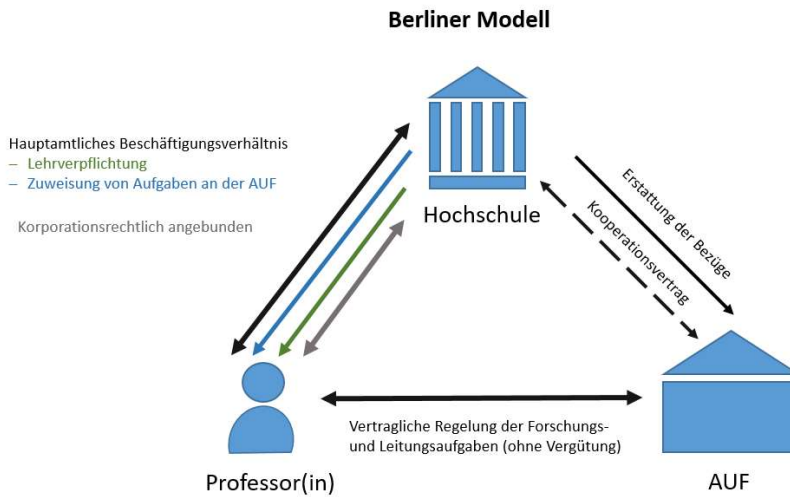 Berliner Modell
Hauptamtliches Beschäftigungsverhältnis
– Lehrverpflichtung
– Zuweisung von Aufgaben an der AUF
Korporationsrechtlich angebunden
Hochschule
Erstattung der Bezüge
Kooperationsvertrag
Vertragliche Regelung der Forschungs-
und Leitungsaufgaben (ohne Vergütung)
Professor(in)
AUF